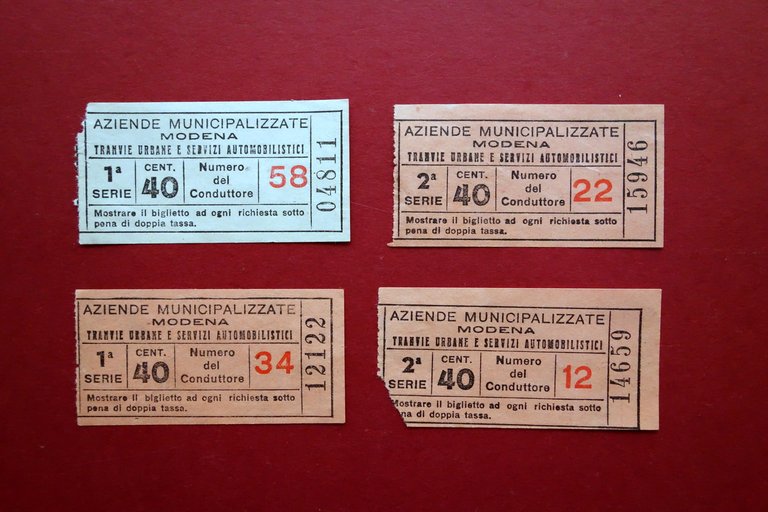 AZIENDE MUNICIPALIZZATE
MODENA
TRANVIE URBANE E SERVIZI AUTOMOBILISTICI
1a SERIE
CENT. 40
Numero del Conduttore
58
Mostrare il biglietto ad ogni richiesta sotto
pena di doppia tassa.
04811
AZIENDE MUNICIPALIZZATE
MODENA
TRANVIE URBANE E SERVIZI AUTOMOBILISTICI
2a SERIE
CENT. 40
Numero del Conduttore
22
Mostrare il biglietto ad ogni richiesta sotto
pena di doppia tassa.
15946
AZIENDE MUNICIPALIZZATE
MODENA
TRANVIE URBANE E SERVIZI AUTOMOBILISTICI
1a SERIE
CENT. 40
Numero del Conduttore
34
Mostrare il biglietto ad ogni richiesta sotto
pena di doppia tassa.
12122
AZIENDE MUNICIPALIZZATE
MODENA
TRANVIE URBANE E SERVIZI AUTOMOBILISTICI
2a SERIE
CENT. 40
Numero del Conduttore
12
Mostrare il biglietto ad ogni richiesta sotto
pena di doppia tassa.
14659